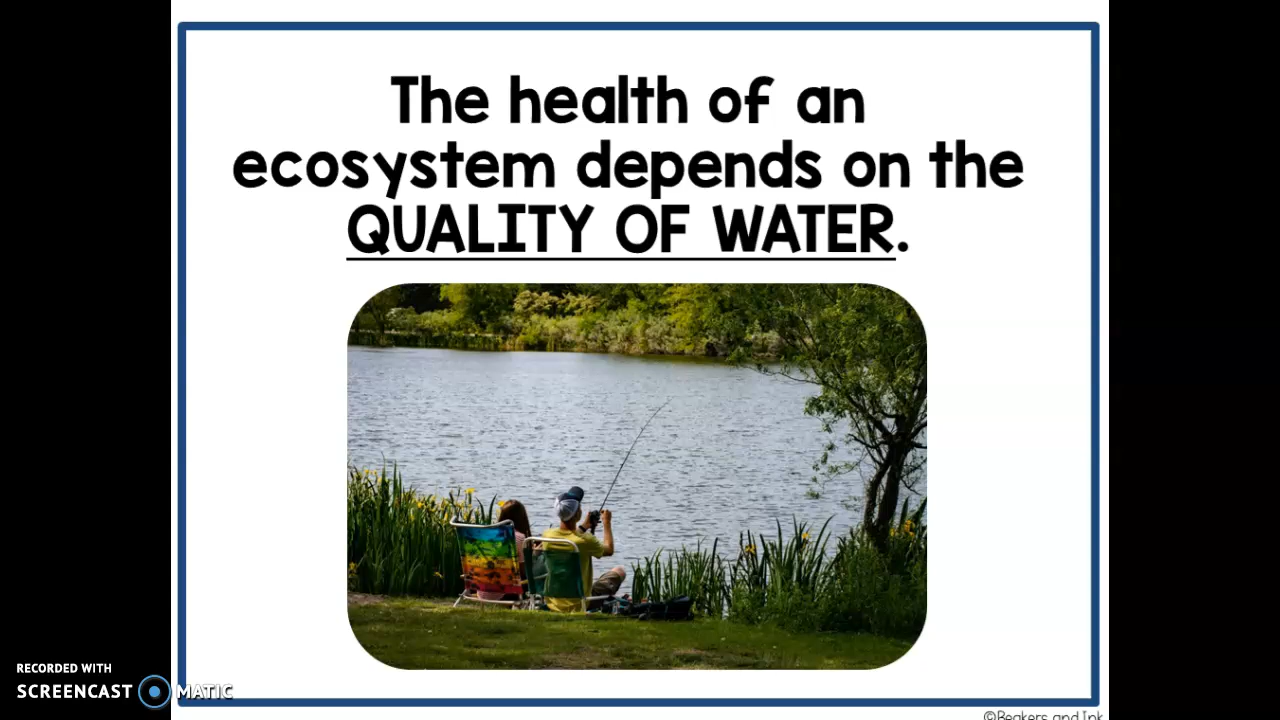 The health of an
ecosystem depends on the
QUALITY OF WATER.
RECORDED WITH
SCREENCAST MATIC
©Beakers and Ink